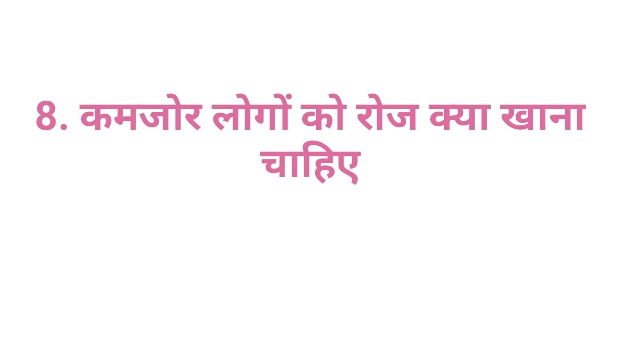 8. कमजोर लोगों को रोज क्या खाना
चाहिए